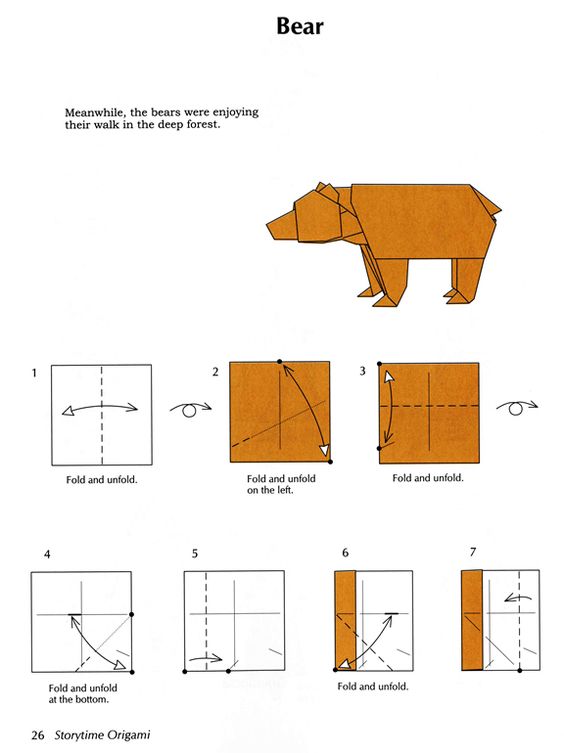 Bear
Meanwhile, the bears were enjoying
their walk in the deep forest.
1
2
3
Fold and unfold.
Fold and unfold
on the left.
Fold and unfold.
4
5
6
7
Fold and unfold
at the bottom.
Fold and unfold.
26 Storytime Origami